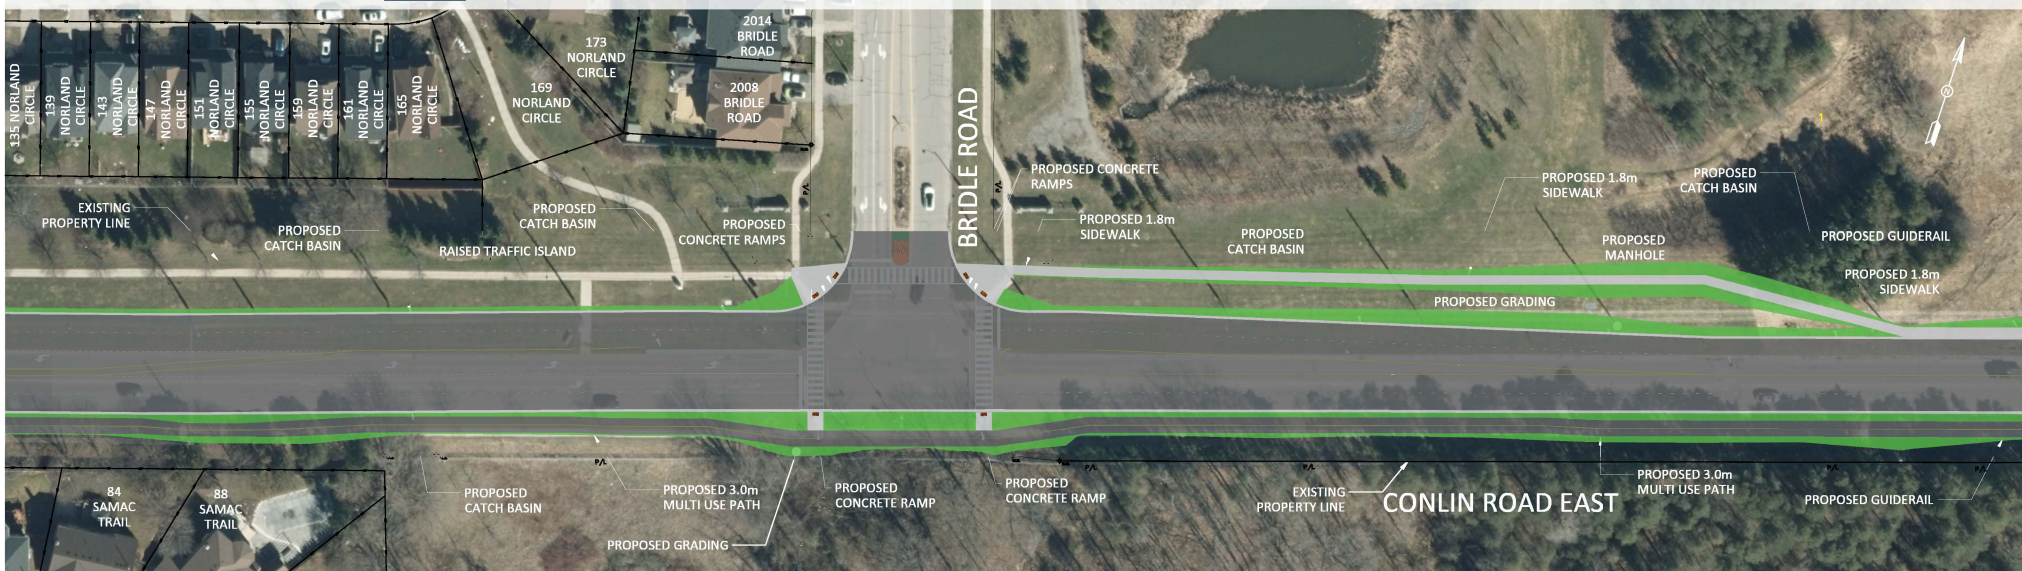 135 NORLAND
CIRCLE
139
NORLAND
CIRCLE
143
NORLAND
CIRCLE
147
NORLAND
CIRCLE
151
NORLAND
CIRCLE
155
NORLAND
CIRCLE
159
NORLAND
CIRCLE
161
NORLAND
CIRCLE
165
NORLAND
CIRCLE
169
NORLAND
CIRCLE
173
NORLAND
CIRCLE
2014
BRIDLE
ROAD
2008
BRIDLE
ROAD
BRIDLE ROAD
N
1
EXISTING
PROPERTY LINE
PROPOSED
CATCH BASIN
RAISED TRAFFIC ISLAND
PROPOSED
CATCH BASIN
PROPOSED
CONCRETE RAMPS
P/L
P/L
PROPOSED CONCRETE
RAMPS
PROPOSED 1.8m
SIDEWALK
PROPOSED
CATCH BASIN
PROPOSED 1.8m
SIDEWALK
PROPOSED
CATCH BASIN
PROPOSED
MANHOLE
PROPOSED GUIDERAIL
PROPOSED 1.8m
SIDEWALK
PROPOSED GRADING
84
SAMAC
TRAIL
88
SAMAC
TRAIL
PROPOSED
CATCH BASIN
P/L
PROPOSED 3.0m
MULTI USE PATH
PROPOSED GRADING
PROPOSED
CONCRETE RAMP
PROPOSED
CONCRETE RAMP
P/L
P/L
EXISTING
PROPERTY LINE
CONLIN ROAD EAST
PROPOSED 3.0m
MULTI USE PATH
P/L
PROPOSED GUIDERAIL
P/L